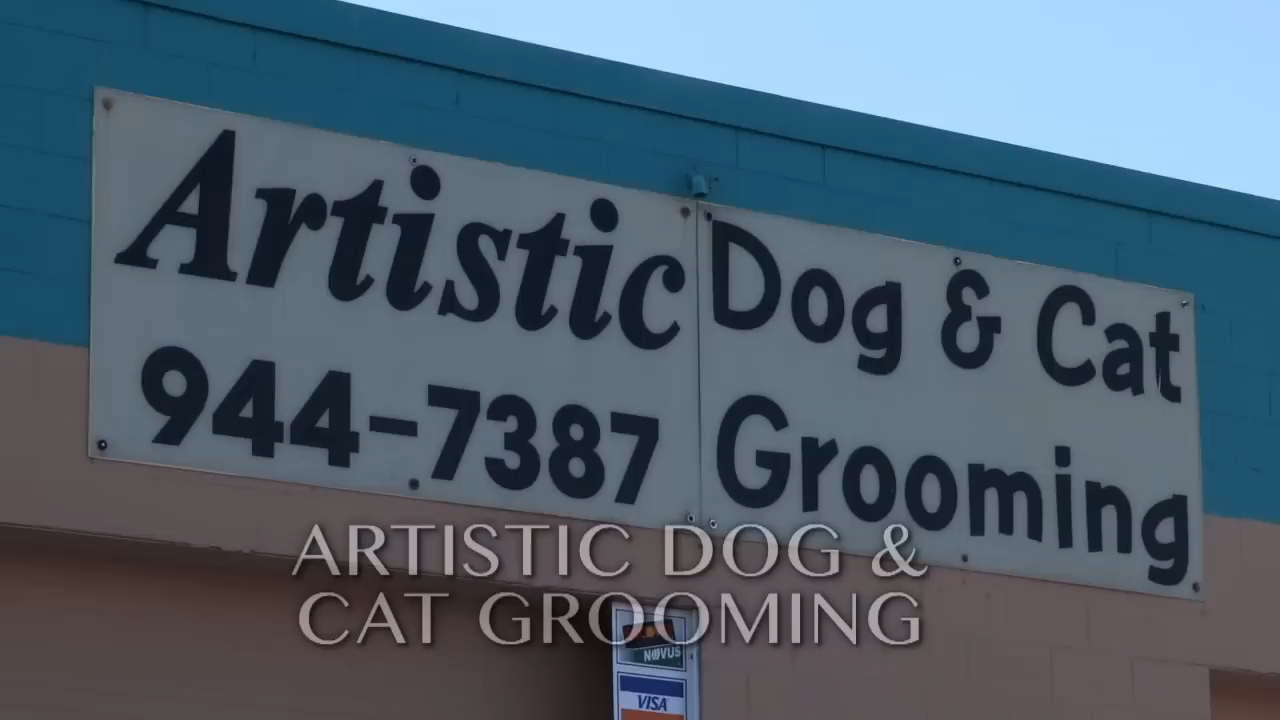 Artistic Dog & Cat
944-7387 Grooming
ARTISTIC DOG &
CAT GROOMING
NOVUS
VISA